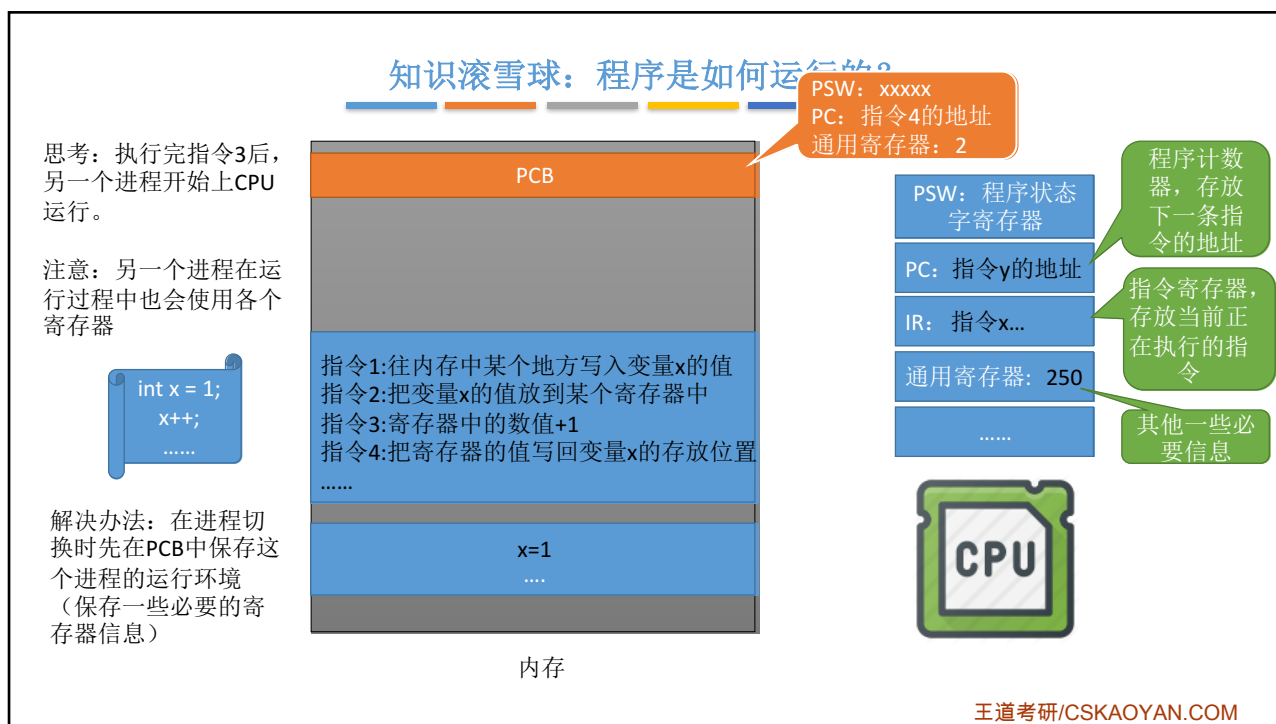 知识滚雪球：程序是如何运行的？
PSW：xxxxx
PC：指令4的地址
通用寄存器：2
思考：执行完指令3后，
另一个进程开始上CPU
运行。
注意：另一个进程在运
行过程中也会使用各个
寄存器
int x = 1;
x++;
……
解决办法：在进程切
换时先在PCB中保存这
个进程的运行环境
（保存一些必要的寄
存器信息）
PCB
指令1:往内存中某个地方写入变量x的值
指令2:把变量x的值放到某个寄存器中
指令3:寄存器中的数值+1
指令4:把寄存器的值写回变量x的存放位置
……
x=1
….
内存
PSW：程序状态
字寄存器
PC：指令y的地址
IR：指令x…
通用寄存器: 250
……
程序计数
器，存放
下一条指
令的地址
指令寄存器，
存放当前正
在执行的指
令
其他一些必
要信息
CPU
王道考研/CSKAOYAN.COM